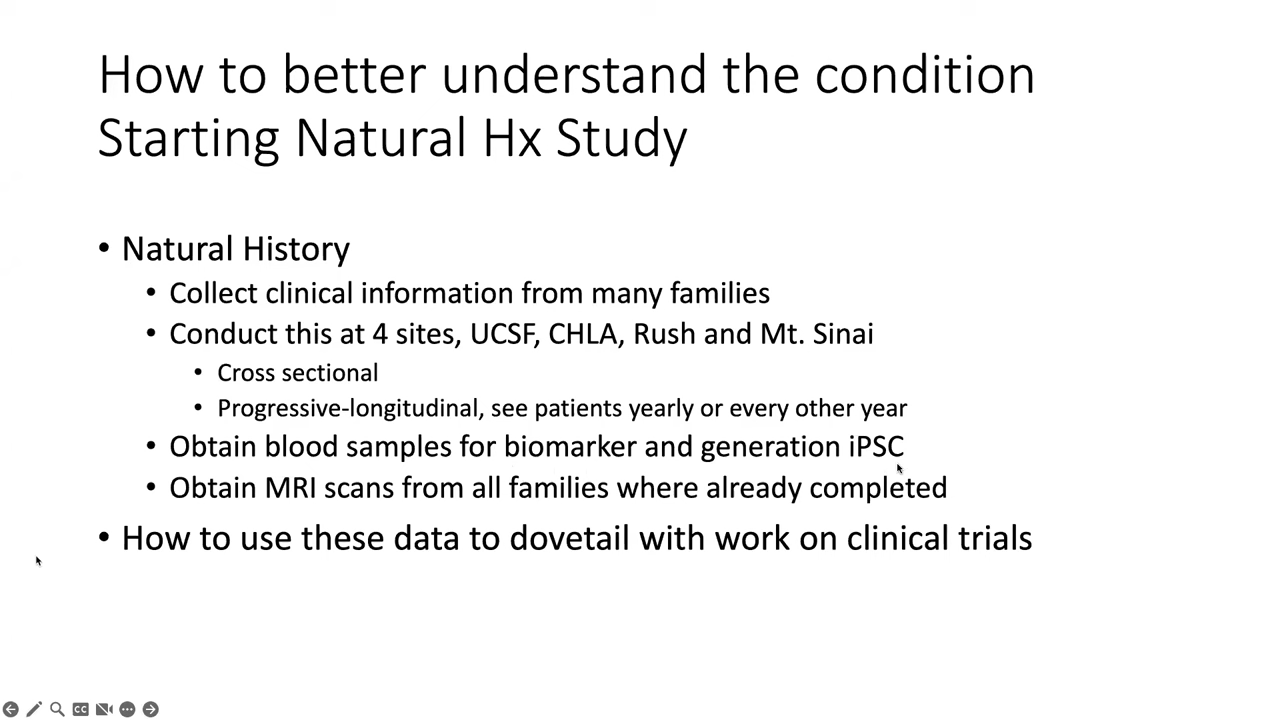 How to better understand the condition
Starting Natural Hx Study
• Natural History
• Collect clinical information from many families
• Conduct this at 4 sites, UCSF, CHLA, Rush and Mt. Sinai
• Cross sectional
• Progressive-longitudinal, see patients yearly or every other year
• Obtain blood samples for biomarker and generation iPSC
• Obtain MRI scans from all families where already completed
• How to use these data to dovetail with work on clinical trials
CC